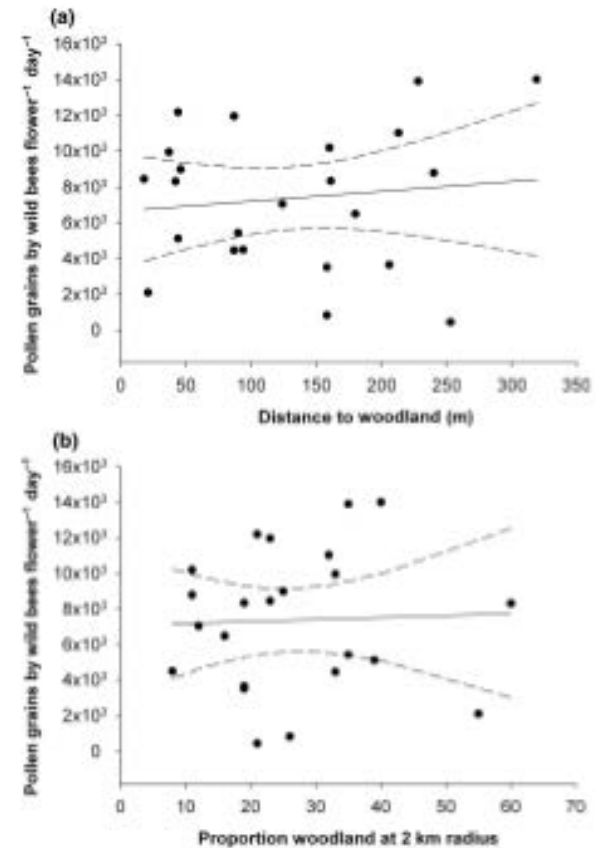 (a)
Pollen grains by wild bees flower⁻¹ day⁻¹
16x10³
14x10³
12x10³
10x10³
8x10³
6x10³
4x10³
2x10³
0
0 50 100 150 200 250 300 350
Distance to woodland (m)
(b)
Pollen grains by wild bees flower⁻¹ day⁻¹
16x10³
14x10³
12x10³
10x10³
8x10³
6x10³
4x10³
2x10³
0
0 10 20 30 40 50 60 70
Proportion woodland at 2 km radius